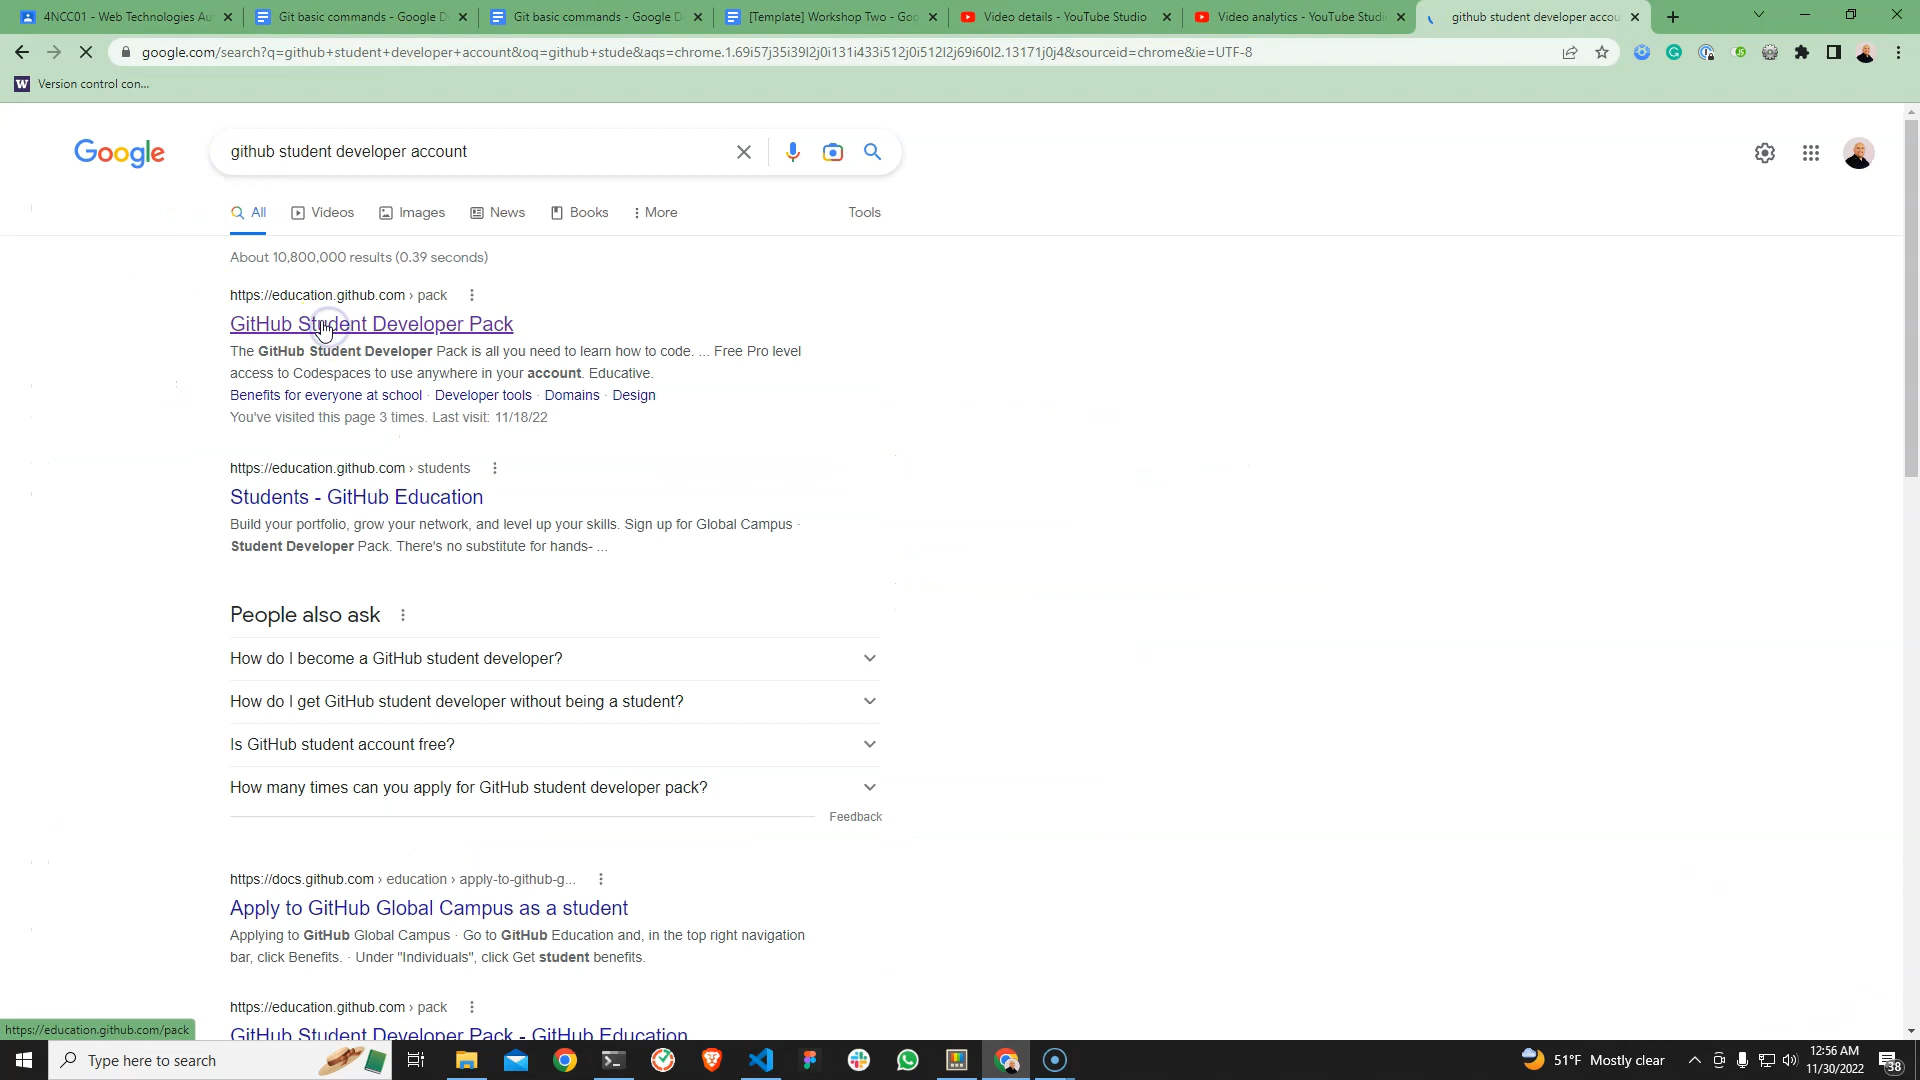 4NCC01 - Web Technologies Au
Git basic commands - Google D
Git basic commands - Google D
[Template] Workshop Two - Goo
Video details - YouTube Studio
Video analytics - YouTube Studi
github student developer accou
google.com/search?q=github+student+developer+account&oq=github+stude&aqs=chrome.1.69i57j35i39l2j0i131i433i512j0i512l2j69i60l2.13171j0j4&sourceid=chrome&ie=UTF-8
W Version control con...
Google
github student developer account
All
Videos
Images
News
Books
More
Tools
About 10,800,000 results (0.39 seconds)
https://education.github.com › pack
GitHub Student Developer Pack
The GitHub Student Developer Pack is all you need to learn how to code. ... Free Pro level
access to Codespaces to use anywhere in your account. Educative.
Benefits for everyone at school · Developer tools · Domains · Design
You've visited this page 3 times. Last visit: 11/18/22
https://education.github.com › students
Students - GitHub Education
Build your portfolio, grow your network, and level up your skills. Sign up for Global Campus ·
Student Developer Pack. There's no substitute for hands- ...
People also ask
How do I become a GitHub student developer?
How do I get GitHub student developer without being a student?
Is GitHub student account free?
How many times can you apply for GitHub student developer pack?
Feedback
https://docs.github.com › education › apply-to-github-g...
Apply to GitHub Global Campus as a student
Applying to GitHub Global Campus · Go to GitHub Education and, in the top right navigation
bar, click Benefits. · Under "Individuals", click Get student benefits.
https://education.github.com › pack
GitHub Student Developer Pack - GitHub Education
https://education.github.com/pack
Type here to search
51°F Mostly clear
12:56 AM
11/30/2022
38